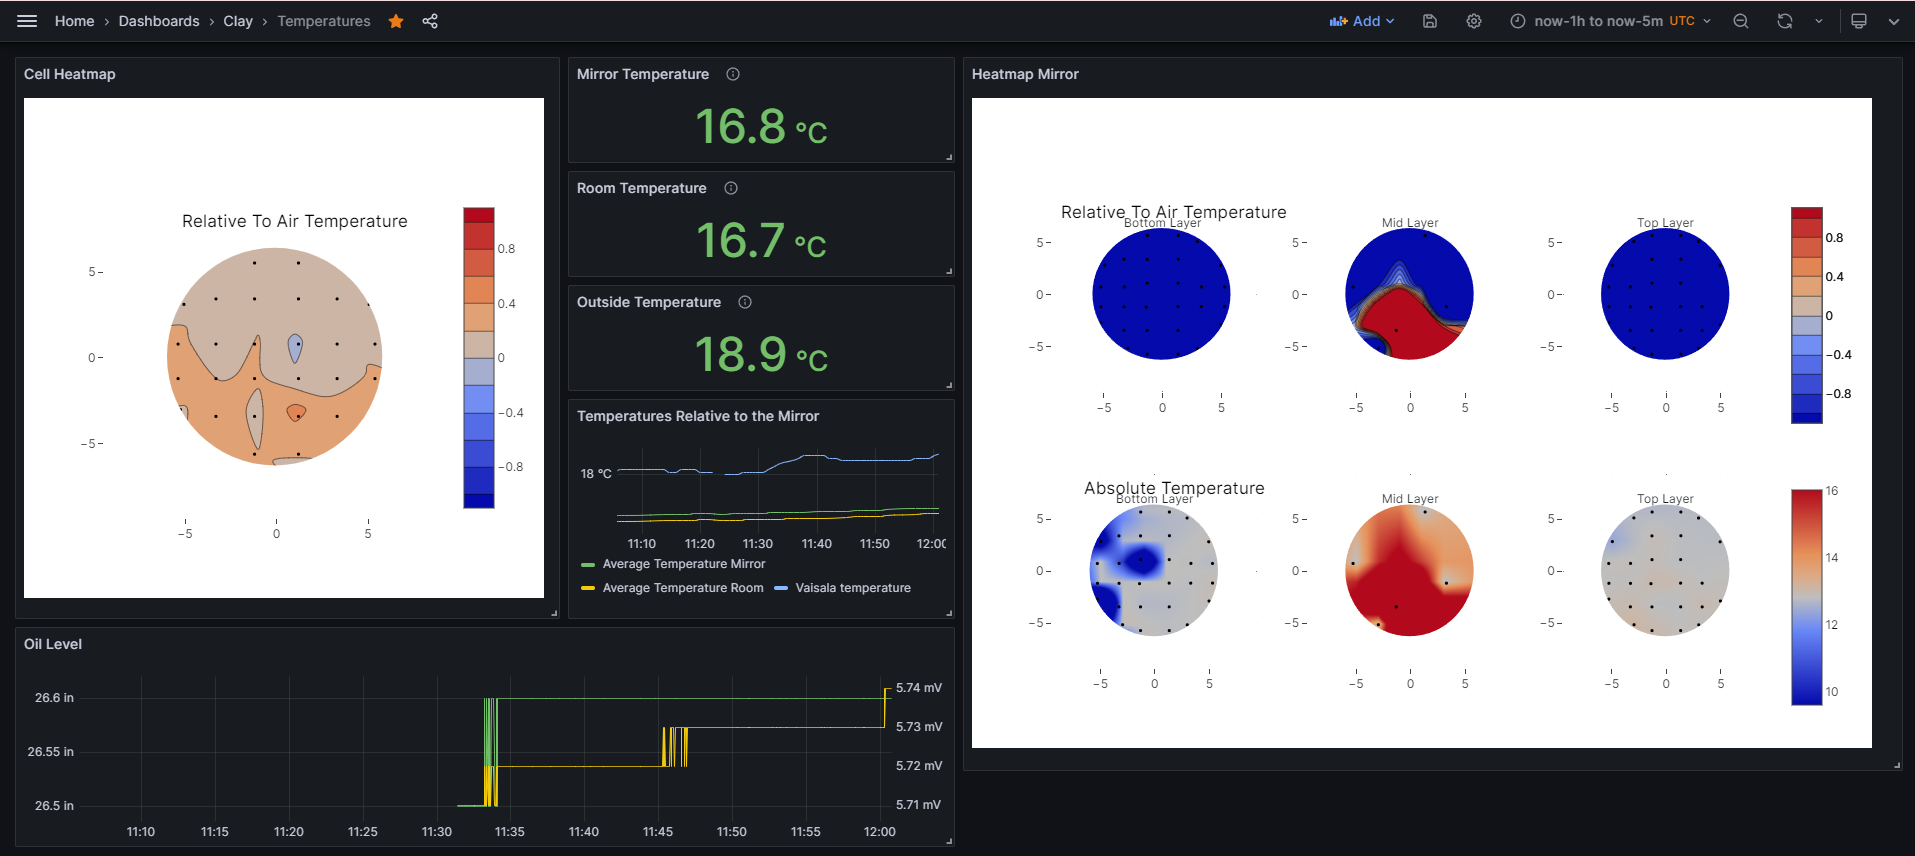 Home › Dashboards › Clay › Temperatures
Add
now-1h to now-5m UTC
Cell Heatmap
Relative To Air Temperature
5
0
−5
−5 0 5
0.8
0.4
0
−0.4
−0.8
Mirror Temperature
16.8 °C
Room Temperature
16.7 °C
Outside Temperature
18.9 °C
Temperatures Relative to the Mirror
18 °C
11:10 11:20 11:30 11:40 11:50 12:00
Average Temperature Mirror
Average Temperature Room Vaisala temperature
Heatmap Mirror
Relative To Air Temperature
Bottom Layer Mid Layer Top Layer
5 5 5
0 0 0
−5 −5 −5
−5 0 5 −5 0 5 −5 0 5
0.8
0.4
0
−0.4
−0.8
Absolute Temperature
Bottom Layer Mid Layer Top Layer
5 5 5
0 0 0
−5 −5 −5
−5 0 5 −5 0 5 −5 0 5
16
14
12
10
Oil Level
26.6 in
26.55 in
26.5 in
5.74 mV
5.73 mV
5.72 mV
5.71 mV
11:10 11:15 11:20 11:25 11:30 11:35 11:40 11:45 11:50 11:55 12:00